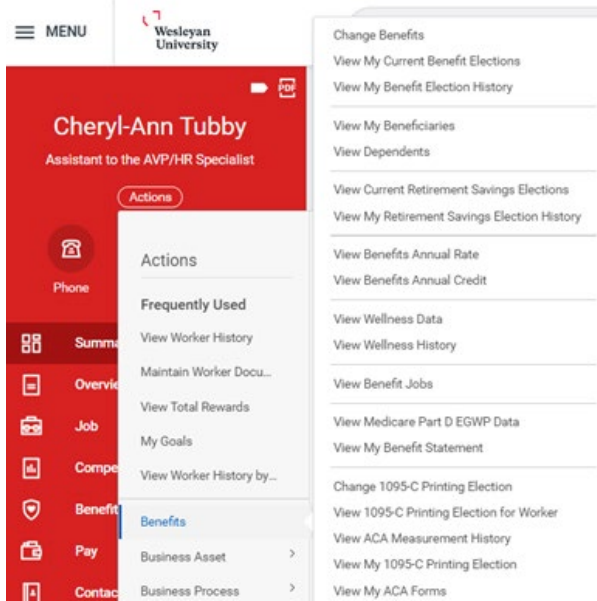 MENU
Wesleyan
University
PDF
Cheryl-Ann Tubby
Assistant to the AVP/HR Specialist
Actions
Phone
Summa
Overvie
Job
Compe
Benefit
Pay
Contac
Actions
Frequently Used
View Worker History
Maintain Worker Docu...
View Total Rewards
My Goals
View Worker History by...
Benefits
Business Asset
Business Process
Change Benefits
View My Current Benefit Elections
View My Benefit Election History
View My Beneficiaries
View Dependents
View Current Retirement Savings Elections
View My Retirement Savings Election History
View Benefits Annual Rate
View Benefits Annual Credit
View Wellness Data
View Wellness History
View Benefit Jobs
View Medicare Part D EGWP Data
View My Benefit Statement
Change 1095-C Printing Election
View 1095-C Printing Election for Worker
View ACA Measurement History
View My 1095-C Printing Election
View My ACA Forms